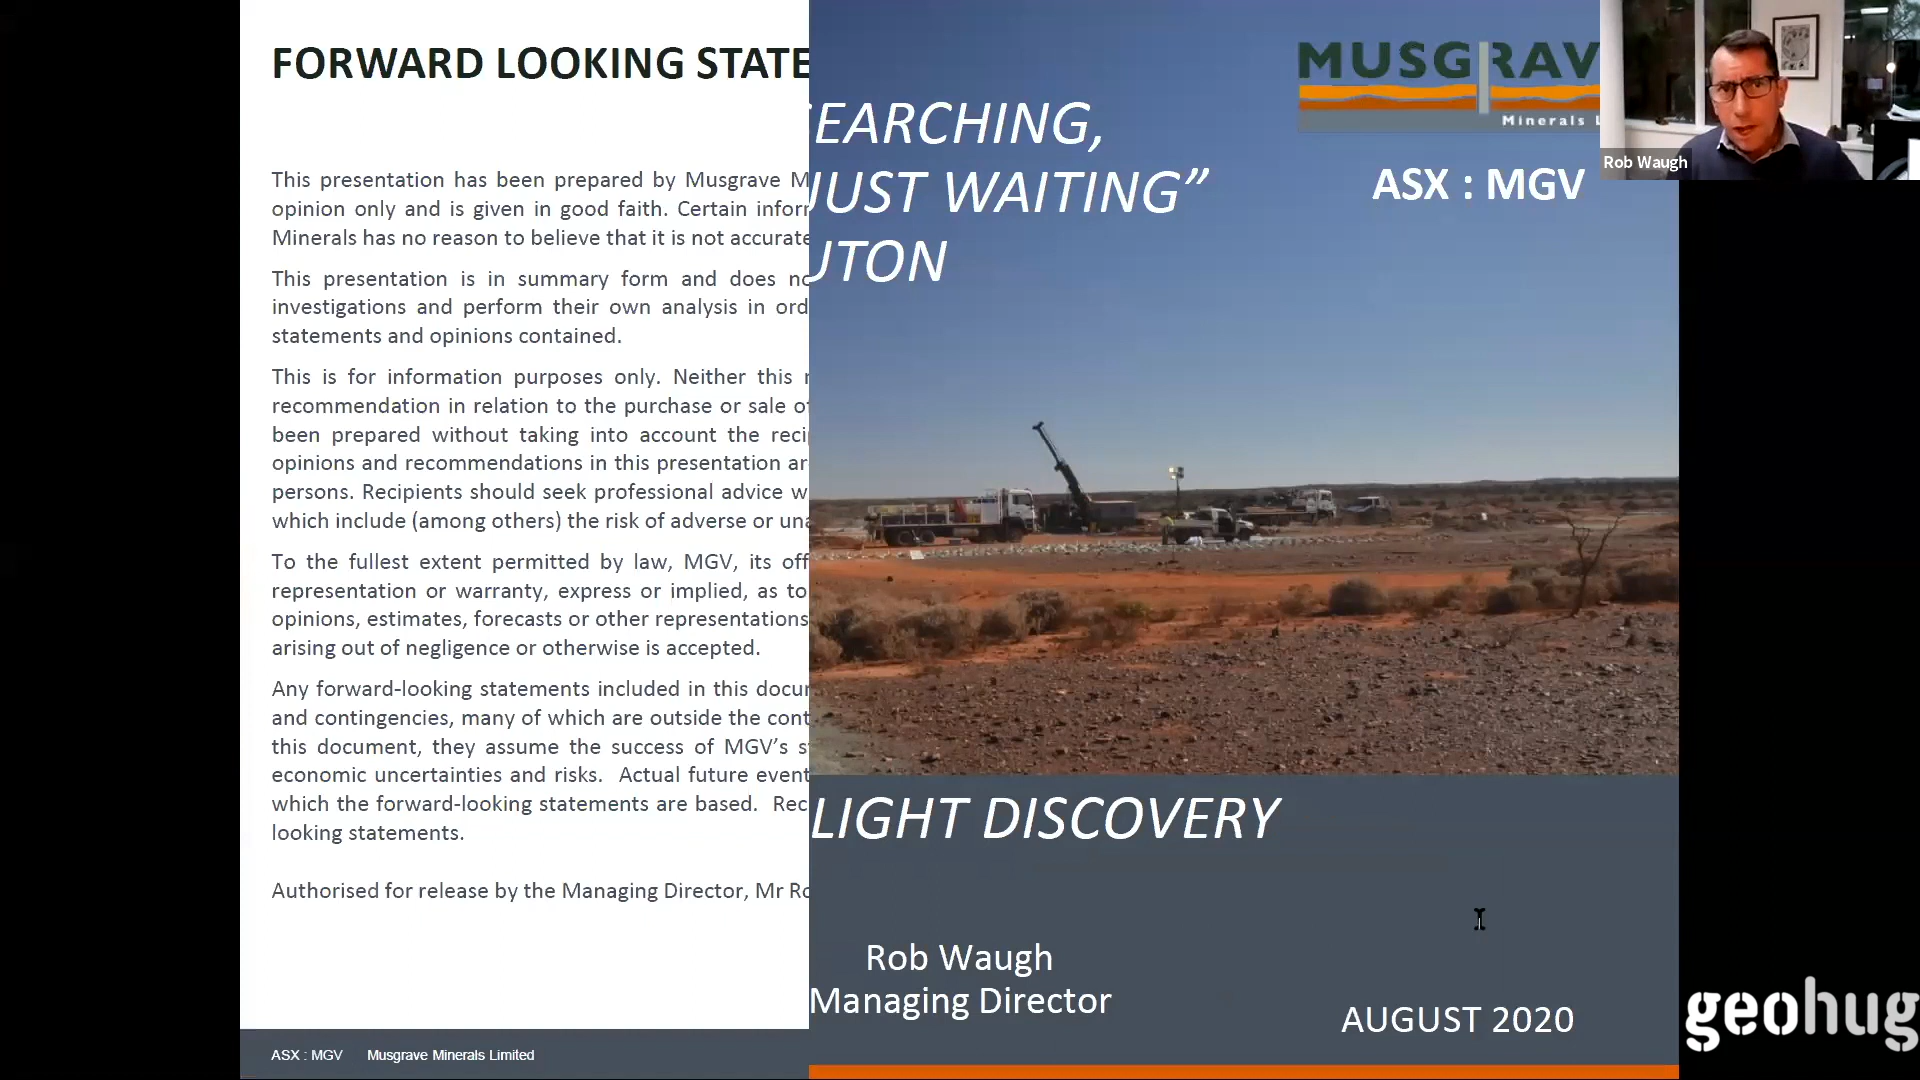 FORWARD LOOKING STATE
This presentation has been prepared by Musgrave M
opinion only and is given in good faith. Certain inforr
Minerals has no reason to believe that it is not accurate
This presentation is in summary form and does no
investigations and perform their own analysis in ord
statements and opinions contained.
This is for information purposes only. Neither this r
recommendation in relation to the purchase or sale of
been prepared without taking into account the reci
opinions and recommendations in this presentation ar
persons. Recipients should seek professional advice w
which include (among others) the risk of adverse or una
To the fullest extent permitted by law, MGV, its off
representation or warranty, express or implied, as to
opinions, estimates, forecasts or other representations
arising out of negligence or otherwise is accepted.
Any forward-looking statements included in this docur
and contingencies, many of which are outside the cont
this document, they assume the success of MGV’s s
economic uncertainties and risks. Actual future event
which the forward-looking statements are based. Rec
looking statements.
Authorised for release by the Managing Director, Mr Ro
ASX : MGV Musgrave Minerals Limited
EARCHING,
JUST WAITING”
UTON
MUSGRAV
Minerals L
ASX : MGV
Rob Waugh
LIGHT DISCOVERY
Rob Waugh
Managing Director
AUGUST 2020
geohug